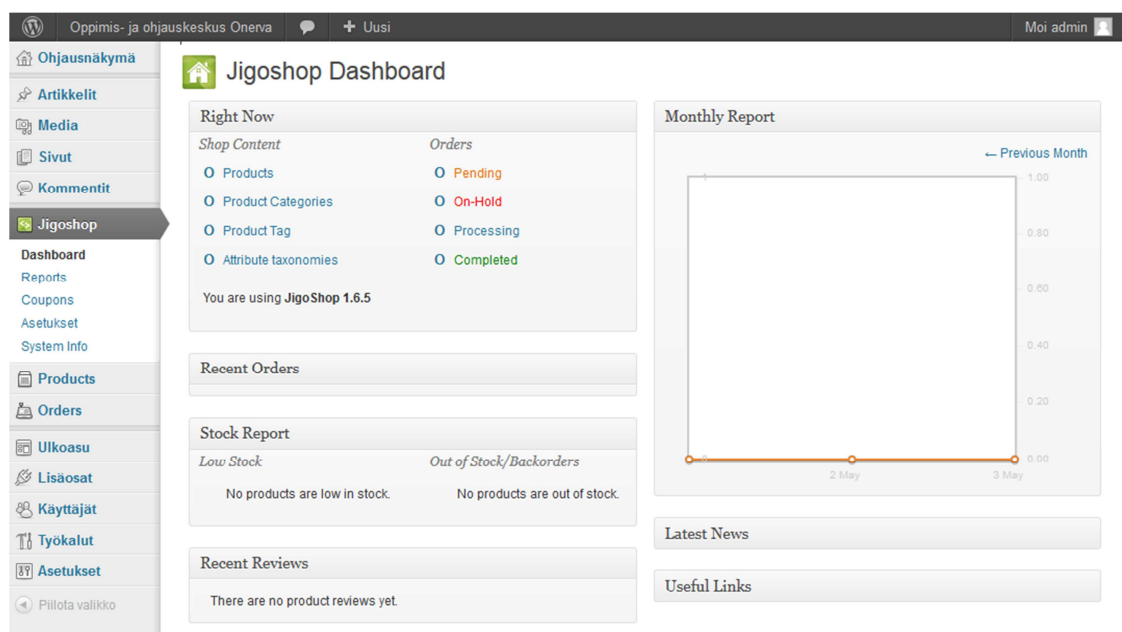 Oppimis- ja ohjauskeskus Onerva
Uusi
Moi admin
Ohjausnäkymä
Artikkelit
Media
Sivut
Kommentit
Jigoshop
Dashboard
Reports
Coupons
Asetukset
System Info
Products
Orders
Ulkoasu
Lisäosat
Käyttäjät
Työkalut
Asetukset
Piilota valikko
Jigoshop Dashboard
Right Now
Shop Content
0 Products
0 Product Categories
0 Product Tag
0 Attribute taxonomies
Orders
0 Pending
0 On-Hold
0 Processing
0 Completed
You are using JigoShop 1.6.5
Recent Orders
Stock Report
Low Stock
No products are low in stock.
Out of Stock/Backorders
No products are out of stock.
Recent Reviews
There are no product reviews yet.
Monthly Report
← Previous Month
1 1.00
0.80
0.60
0.40
0.20
0 0.00
2 May 3 May
Latest News
Useful Links